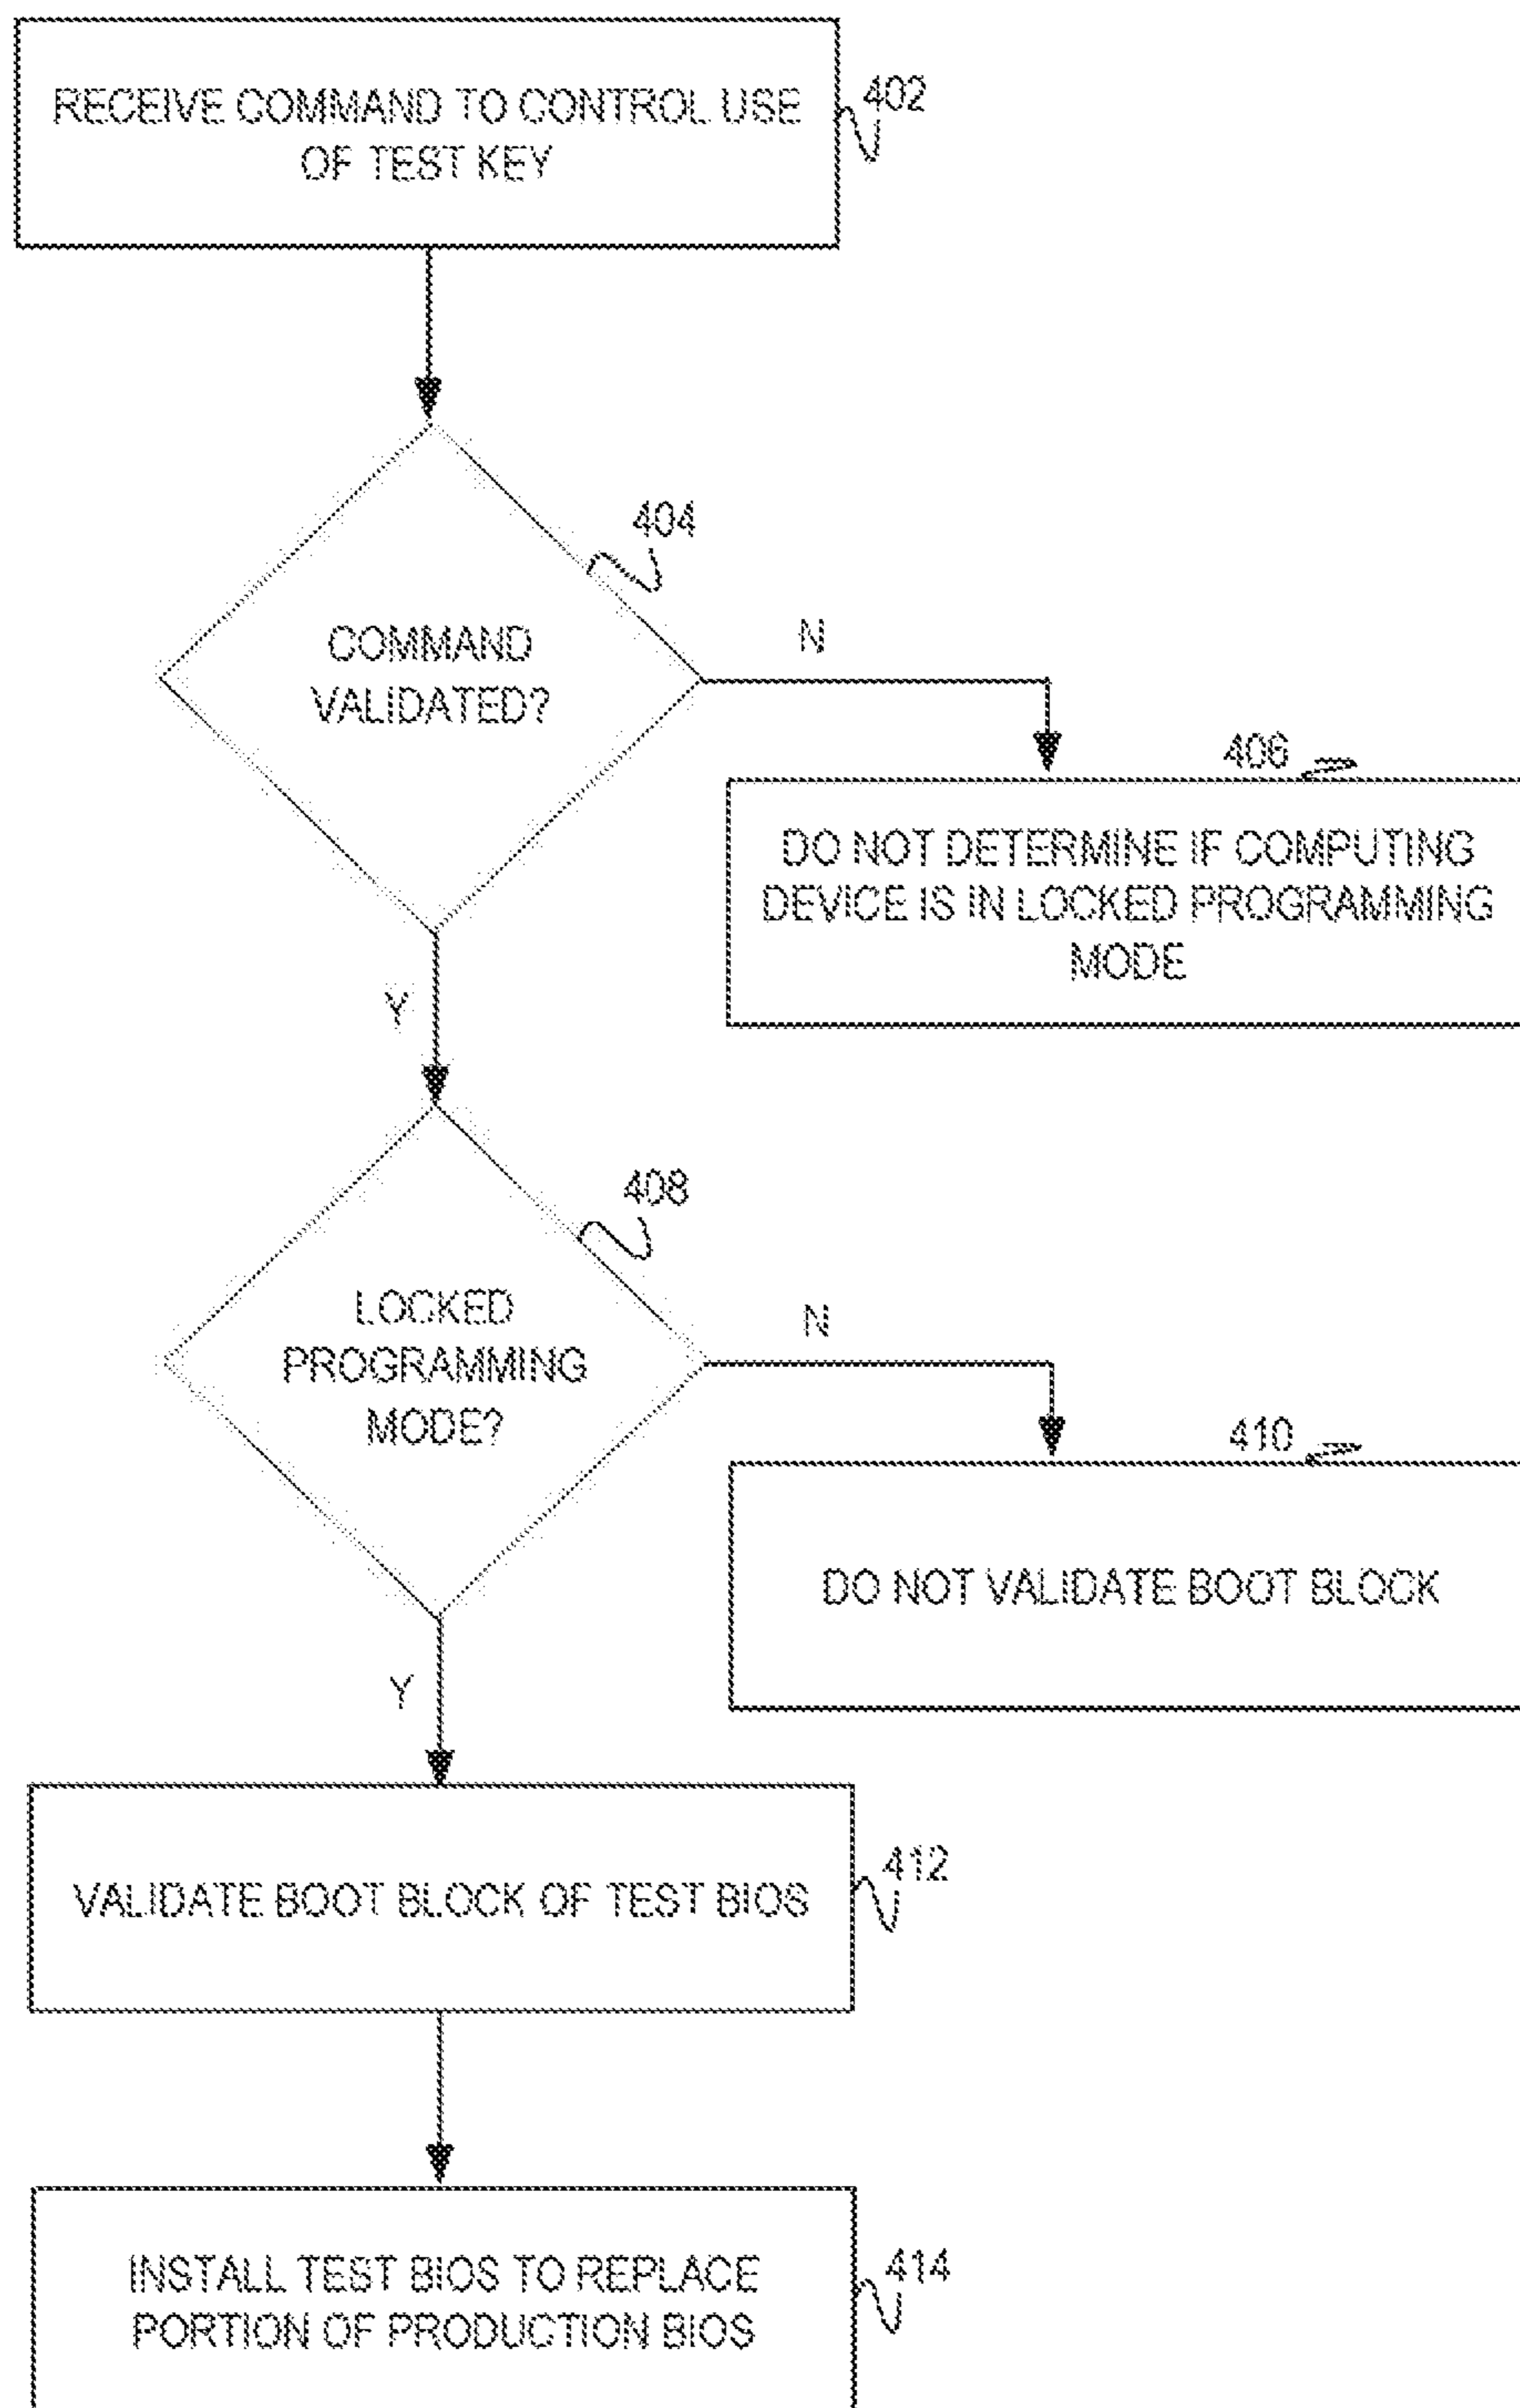 RECEIVE COMMAND TO CONTROL USE
OF TEST KEY
402
404
COMMAND
VALIDATED?
N
406
DO NOT DETERMINE IF COMPUTING
DEVICE IS IN LOCKED PROGRAMMING
MODE
Y
408
LOCKED
PROGRAMMING
MODE?
N
410
DO NOT VALIDATE BOOT BLOCK
Y
412
VALIDATE BOOT BLOCK OF TEST BIOS
414
INSTALL TEST BIOS TO REPLACE
PORTION OF PRODUCTION BIOS